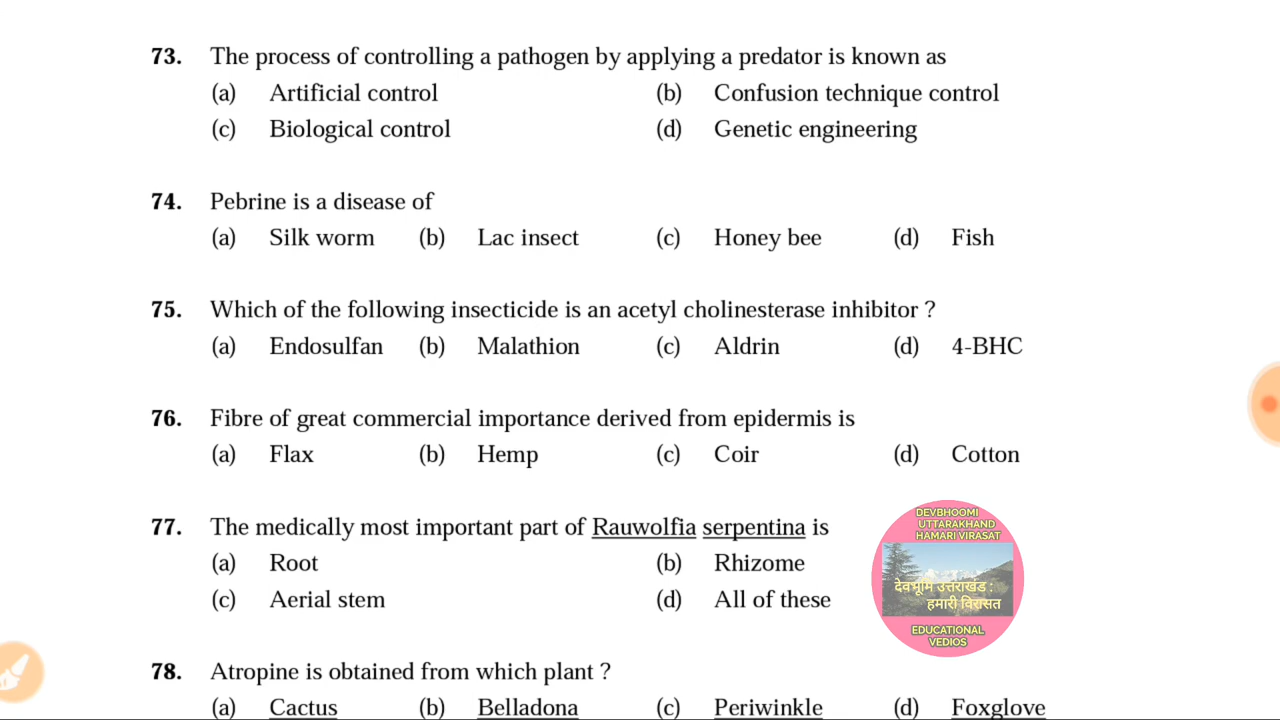 73. The process of controlling a pathogen by applying a predator is known as
(a) Artificial control (b) Confusion technique control
(c) Biological control (d) Genetic engineering
74. Pebrine is a disease of
(a) Silk worm (b) Lac insect (c) Honey bee (d) Fish
75. Which of the following insecticide is an acetyl cholinesterase inhibitor ?
(a) Endosulfan (b) Malathion (c) Aldrin (d) 4-BHC
76. Fibre of great commercial importance derived from epidermis is
(a) Flax (b) Hemp (c) Coir (d) Cotton
77. The medically most important part of Rauwolfia serpentina is
(a) Root (b) Rhizome
(c) Aerial stem (d) All of these
DEVBHOOMI
UTTARAKHAND
HAMARI VIRASAT
देवभूमि उत्तराखंड :
हमारी विरासत
EDUCATIONAL
VEDIOS
78. Atropine is obtained from which plant ?
(a) Cactus (b) Belladona (c) Periwinkle (d) Foxglove